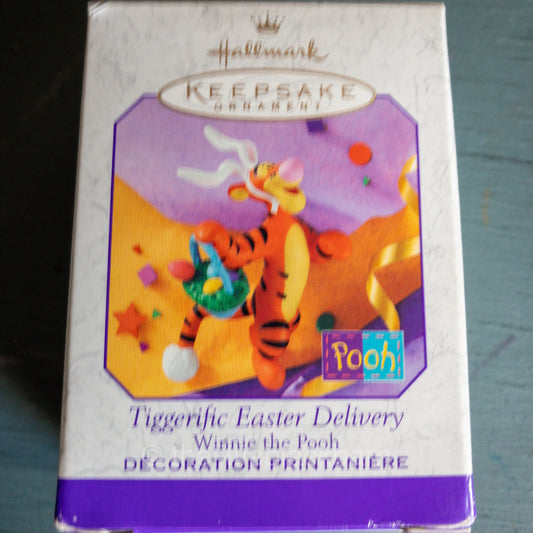 Hallmark
KEEPSAKE
ORNAMENT
Pooh
Tiggerific Easter Delivery
Winnie the Pooh
DÉCORATION PRINTANIÈRE